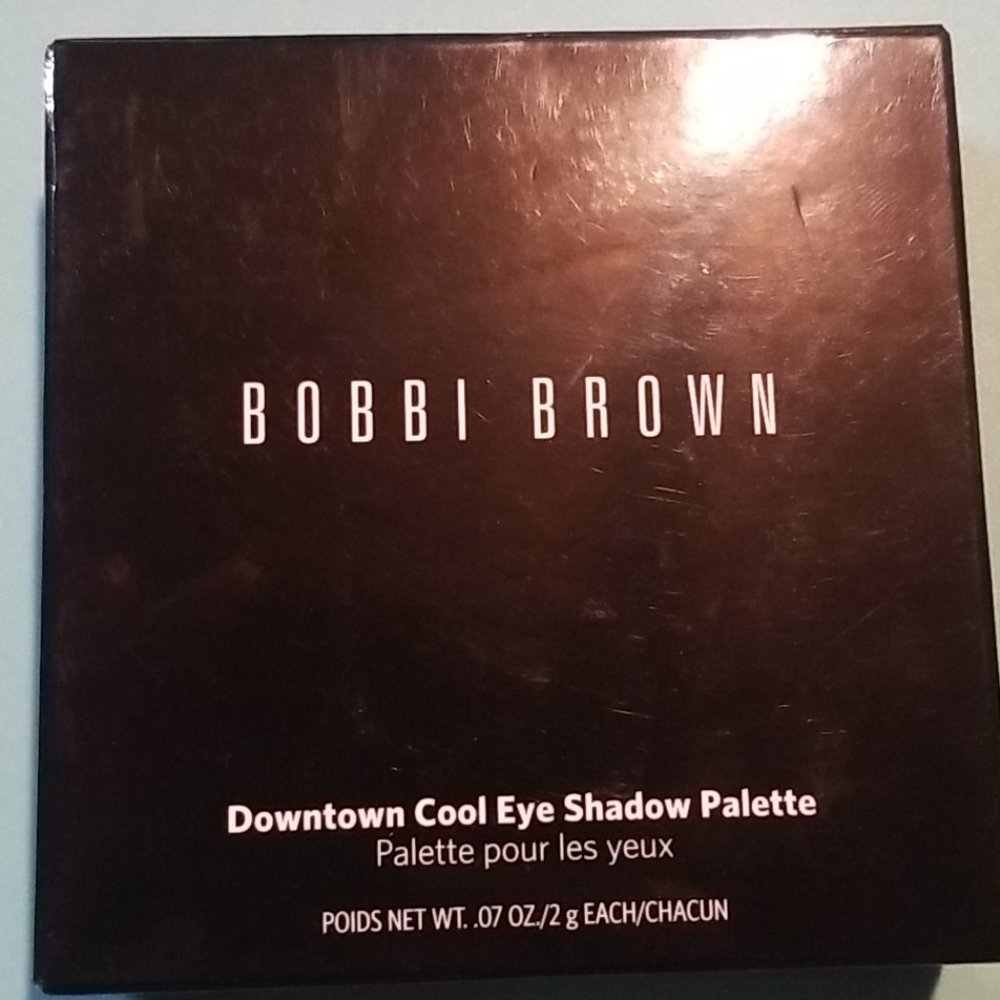 BOBBI BROWN
Downtown Cool Eye Shadow Palette
Palette pour les yeux
POIDS NET WT. .07 OZ./2 g EACH/CHACUN